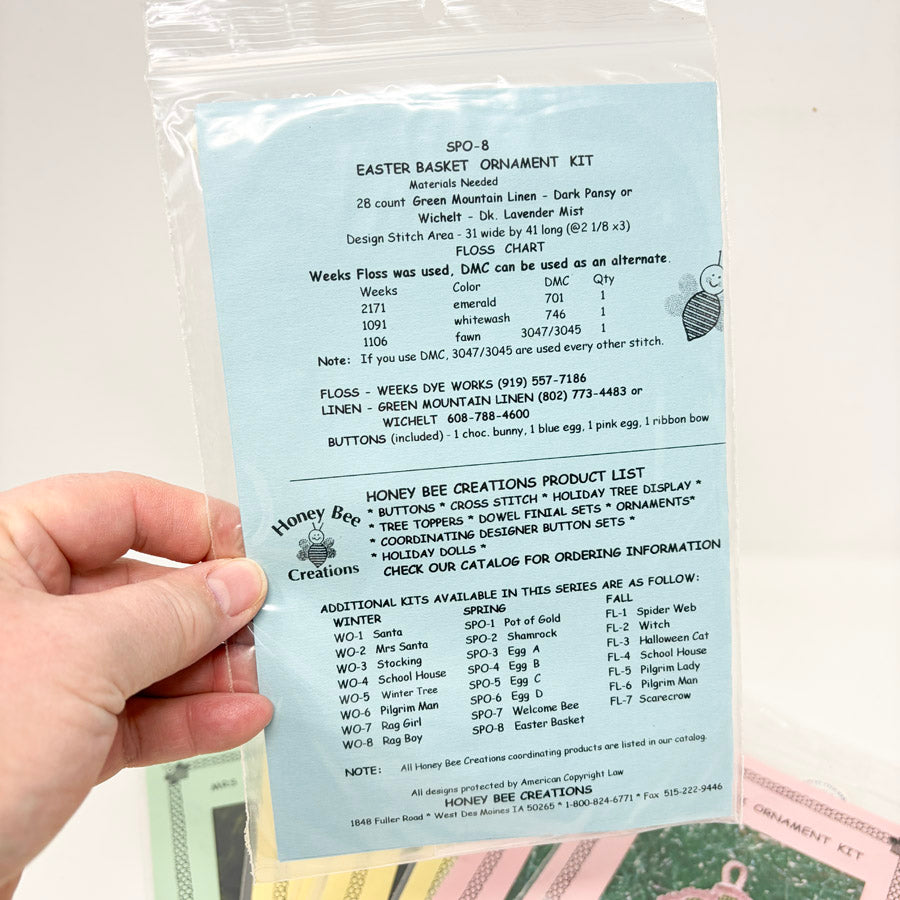 SPO-8
EASTER BASKET ORNAMENT KIT
Materials Needed
28 count Green Mountain Linen - Dark Pansy or
Wichelt - Dk. Lavender Mist
Design Stitch Area - 31 wide by 41 long (@2 1/8 x3)
FLOSS CHART
Weeks Floss was used, DMC can be used as an alternate.
Weeks Color DMC Qty
2171 emerald 701 1
1091 whitewash 746 1
1106 fawn 3047/3045 1
Note: If you use DMC, 3047/3045 are used every other stitch.
FLOSS - WEEKS DYE WORKS (919) 557-7186
LINEN - GREEN MOUNTAIN LINEN (802) 773-4483 or
WICHELT 608-788-4600
BUTTONS (included) - 1 choc. bunny, 1 blue egg, 1 pink egg, 1 ribbon bow
Honey Bee
Creations
HONEY BEE CREATIONS PRODUCT LIST
* BUTTONS * CROSS STITCH * HOLIDAY TREE DISPLAY *
* TREE TOPPERS * DOWEL FINIAL SETS * ORNAMENTS*
* COORDINATING DESIGNER BUTTON SETS *
* HOLIDAY DOLLS *
CHECK OUR CATALOG FOR ORDERING INFORMATION
ADDITIONAL KITS AVAILABLE IN THIS SERIES ARE AS FOLLOW:
WINTER
WO-1 Santa
WO-2 Mrs Santa
WO-3 Stocking
WO-4 School House
WO-5 Winter Tree
WO-6 Pilgrim Man
WO-7 Rag Girl
WO-8 Rag Boy
SPRING
SPO-1 Pot of Gold
SPO-2 Shamrock
SPO-3 Egg A
SPO-4 Egg B
SPO-5 Egg C
SPO-6 Egg D
SPO-7 Welcome Bee
SPO-8 Easter Basket
FALL
FL-1 Spider Web
FL-2 Witch
FL-3 Halloween Cat
FL-4 School House
FL-5 Pilgrim Lady
FL-6 Pilgrim Man
FL-7 Scarecrow
NOTE: All Honey Bee Creations coordinating products are listed in our catalog.
All designs protected by American Copyright Law
HONEY BEE CREATIONS
1848 Fuller Road * West Des Moines IA 50265 * 1-800-824-6771 * Fax 515-222-9446
MRS
ORNAMENT KIT